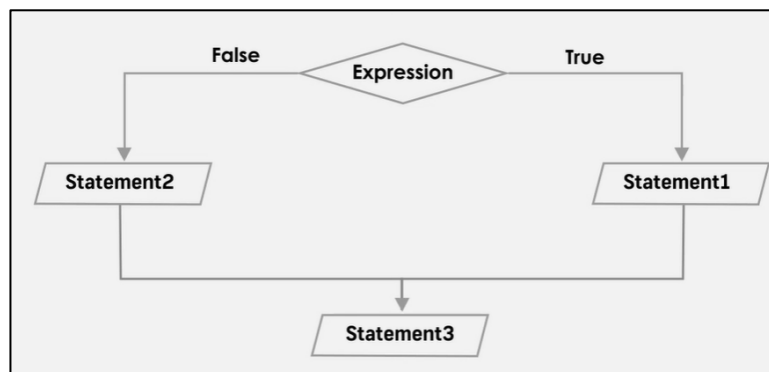 False
Expression
True
Statement2
Statement1
Statement3